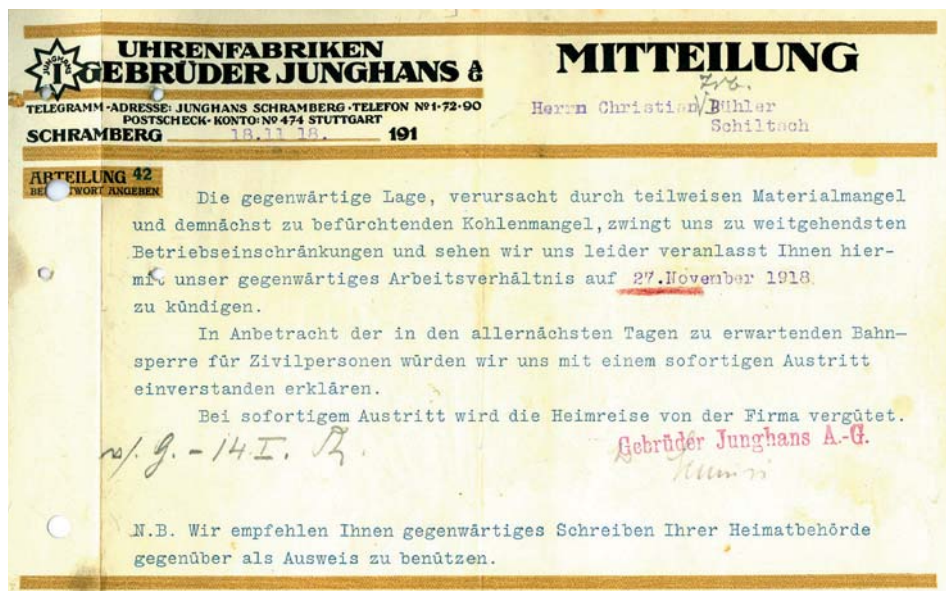 JUNGHANS
J
UHRENFABRIKEN
GEBRÜDER JUNGHANS AG
TELEGRAMM-ADRESSE: JUNGHANS SCHRAMBERG · TELEFON Nº 1·72·90
POSTSCHECK-KONTO: Nº 474 STUTTGART
SCHRAMBERG 18.11 18. 191
MITTEILUNG
Herrn Christian Bühler
Schiltach
ABTEILUNG 42
BEI ANTWORT ANGEBEN
Die gegenwärtige Lage, verursacht durch teilweisen Materialmangel
und demnächst zu befürchtenden Kohlenmangel, zwingt uns zu weitgehendsten
Betriebseinschränkungen und sehen wir uns leider veranlasst Ihnen hier-
mit unser gegenwärtiges Arbeitsverhältnis auf 27.November 1918
zu kündigen.
In Anbetracht der in den allernächsten Tagen zu erwartenden Bahn-
sperre für Zivilpersonen würden wir uns mit einem sofortigen Austritt
einverstanden erklären.
Bei sofortigem Austritt wird die Heimreise von der Firma vergütet.
Gebrüder Junghans A.-G.
N.B. Wir empfehlen Ihnen gegenwärtiges Schreiben Ihrer Heimatbehörde
gegenüber als Ausweis zu benützen.